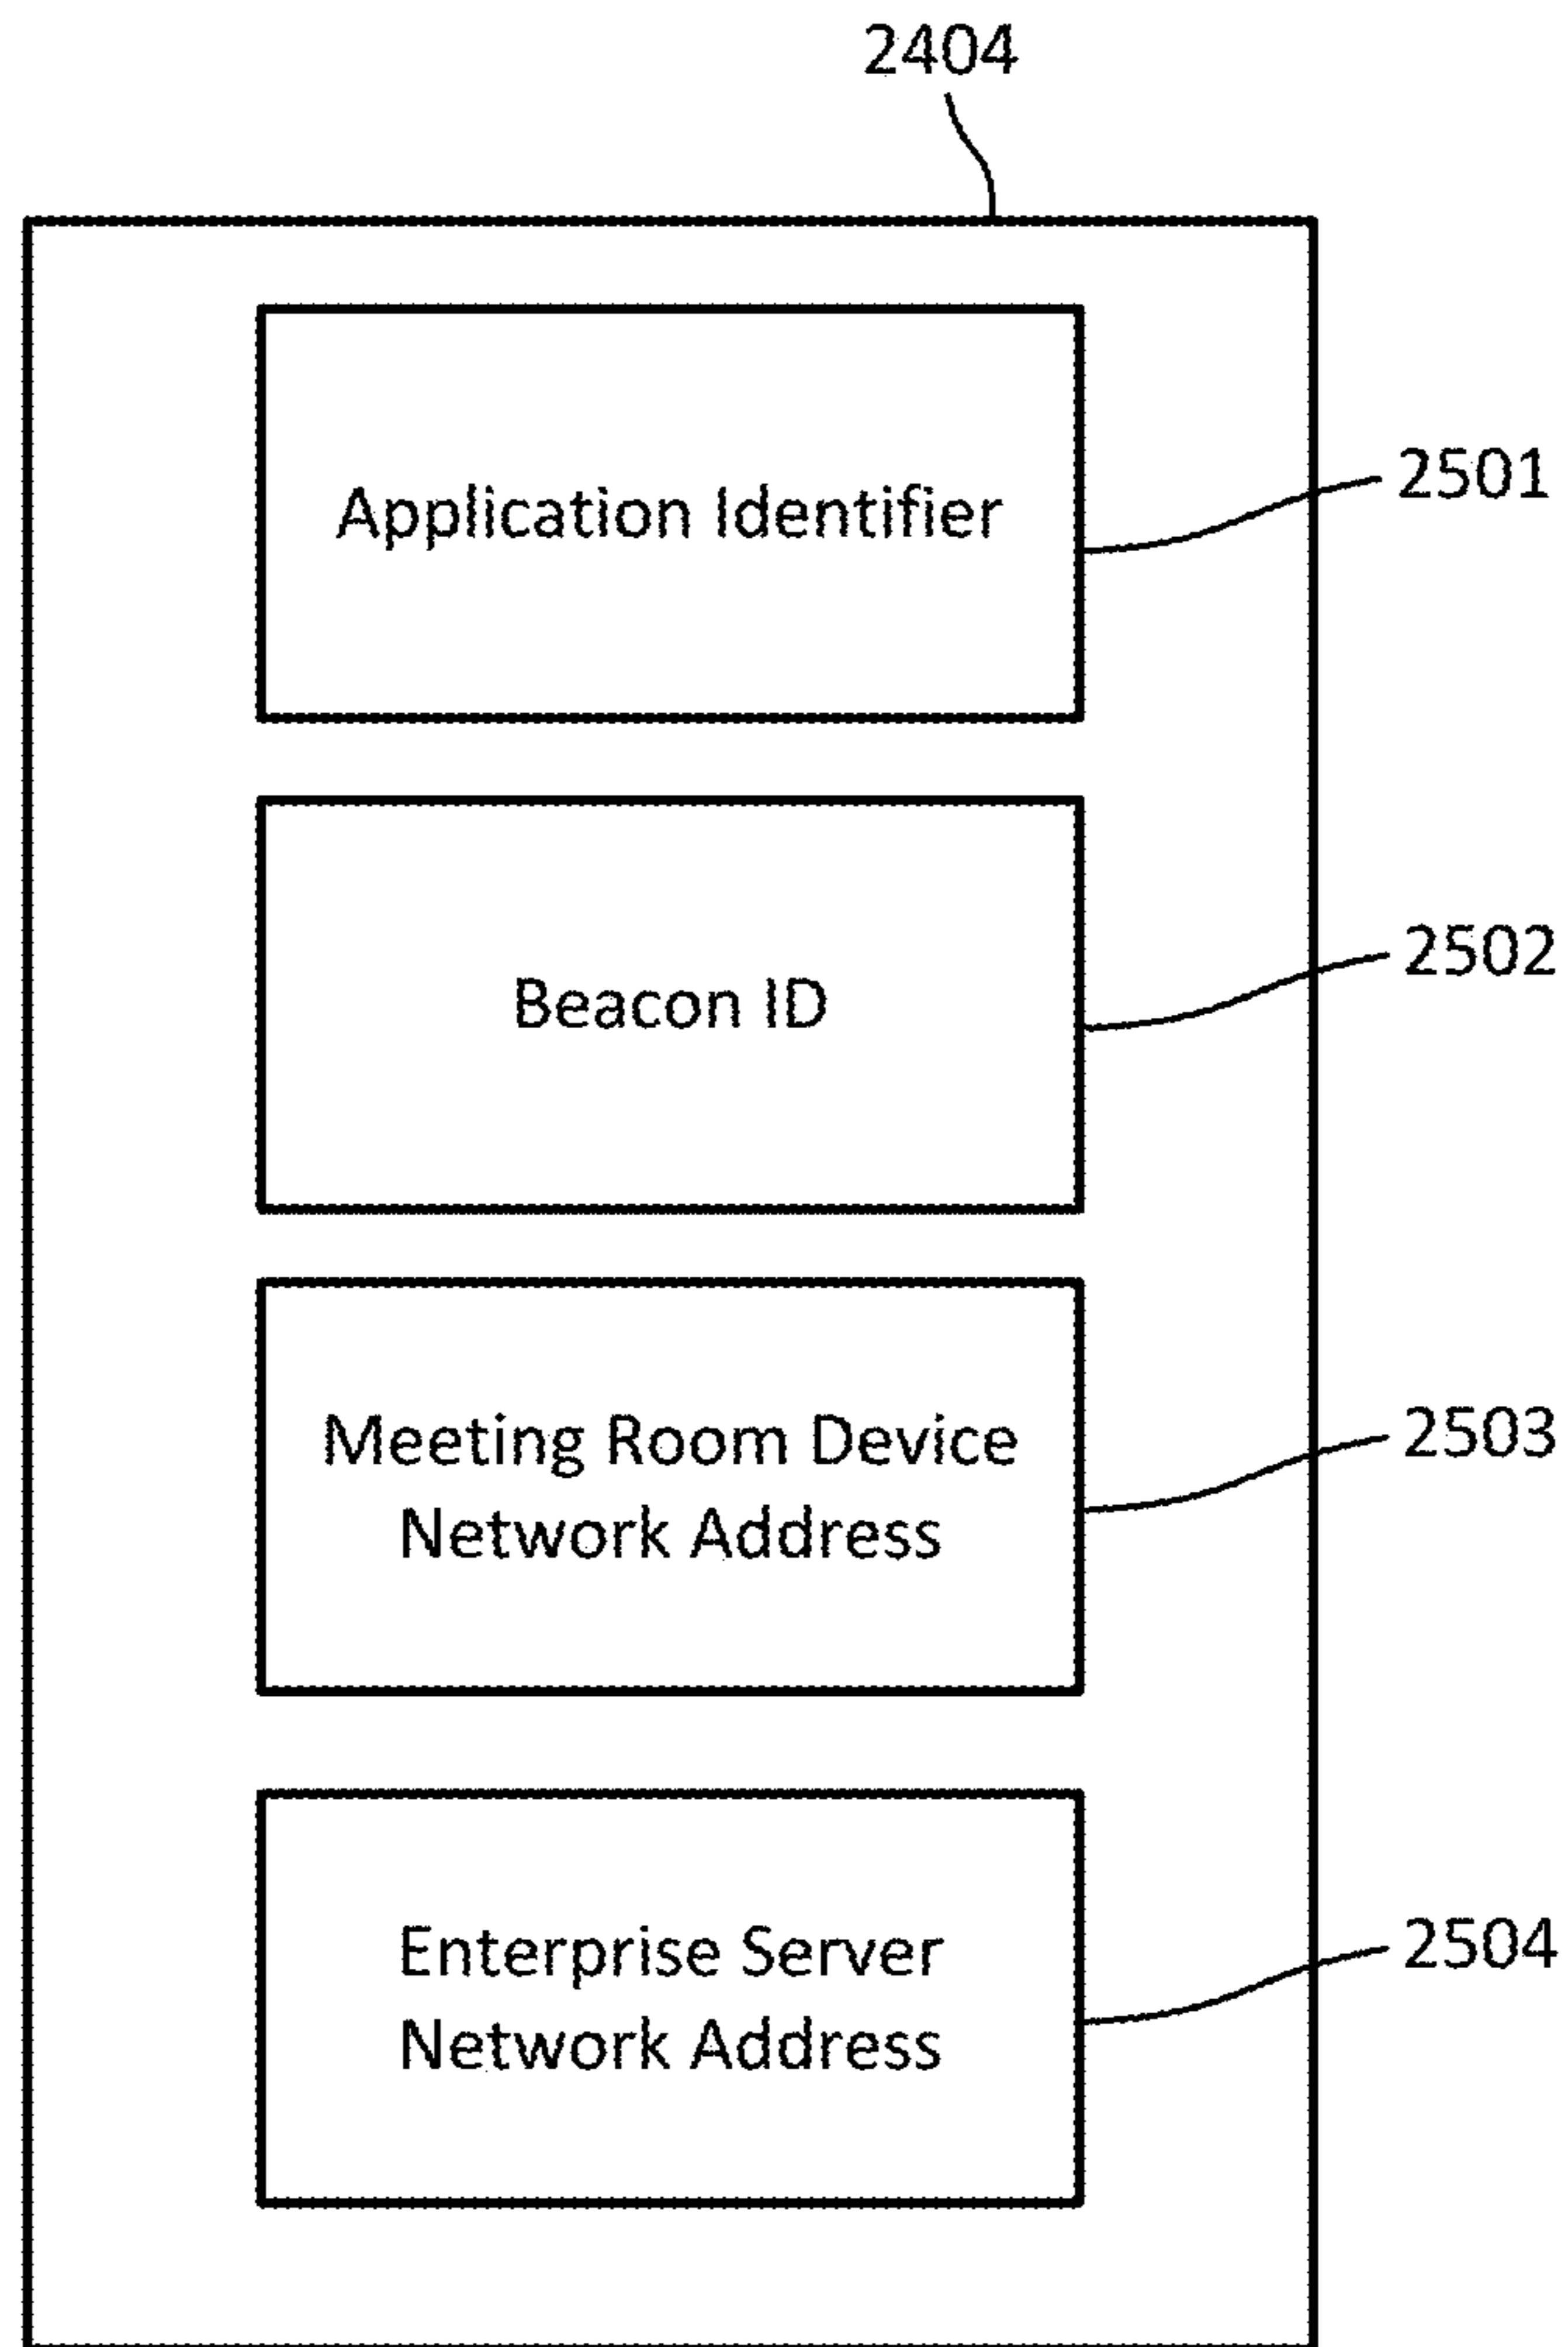 2404
Application Identifier
2501
Beacon ID
2502
Meeting Room Device
Network Address
2503
Enterprise Server
Network Address
2504